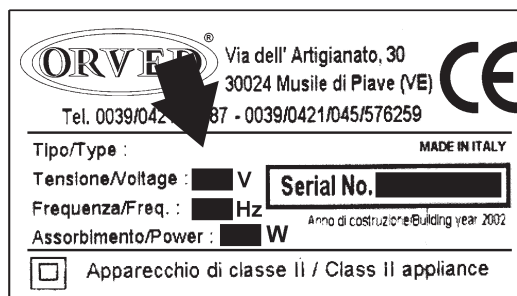 ORVED®
Via dell' Artigianato, 30
30024 Musile di Piave (VE)
CE
Tel. 0039/042 87 - 0039/0421/045/576259
Tipo/Type :
MADE IN ITALY
Tensione/Voltage : V
Serial No.
Frequenza/Freq. : Hz
Anno di costruzione/Building year 2002
Assorbimento/Power : W
Apparecchio di classe II / Class II appliance